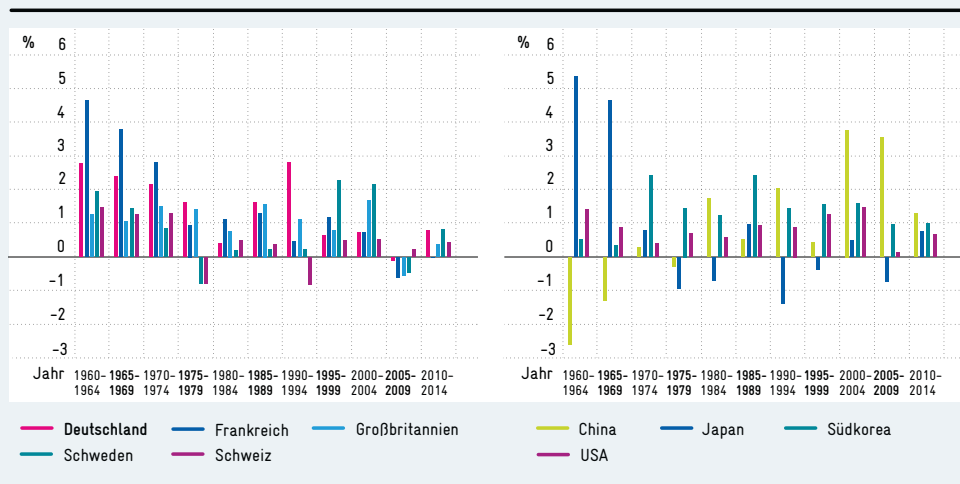 % 6
5
4
3
2
1
0
−1
−2
−3
Jahr 1960– 1965– 1970– 1975– 1980– 1985– 1990– 1995– 2000– 2005– 2010–
1964 1969 1974 1979 1984 1989 1994 1999 2004 2009 2014
Deutschland Frankreich Großbritannien
Schweden Schweiz
% 6
5
4
3
2
1
0
−1
−2
−3
Jahr 1960– 1965– 1970– 1975– 1980– 1985– 1990– 1995– 2000– 2005– 2010–
1964 1969 1974 1979 1984 1989 1994 1999 2004 2009 2014
China Japan Südkorea
USA